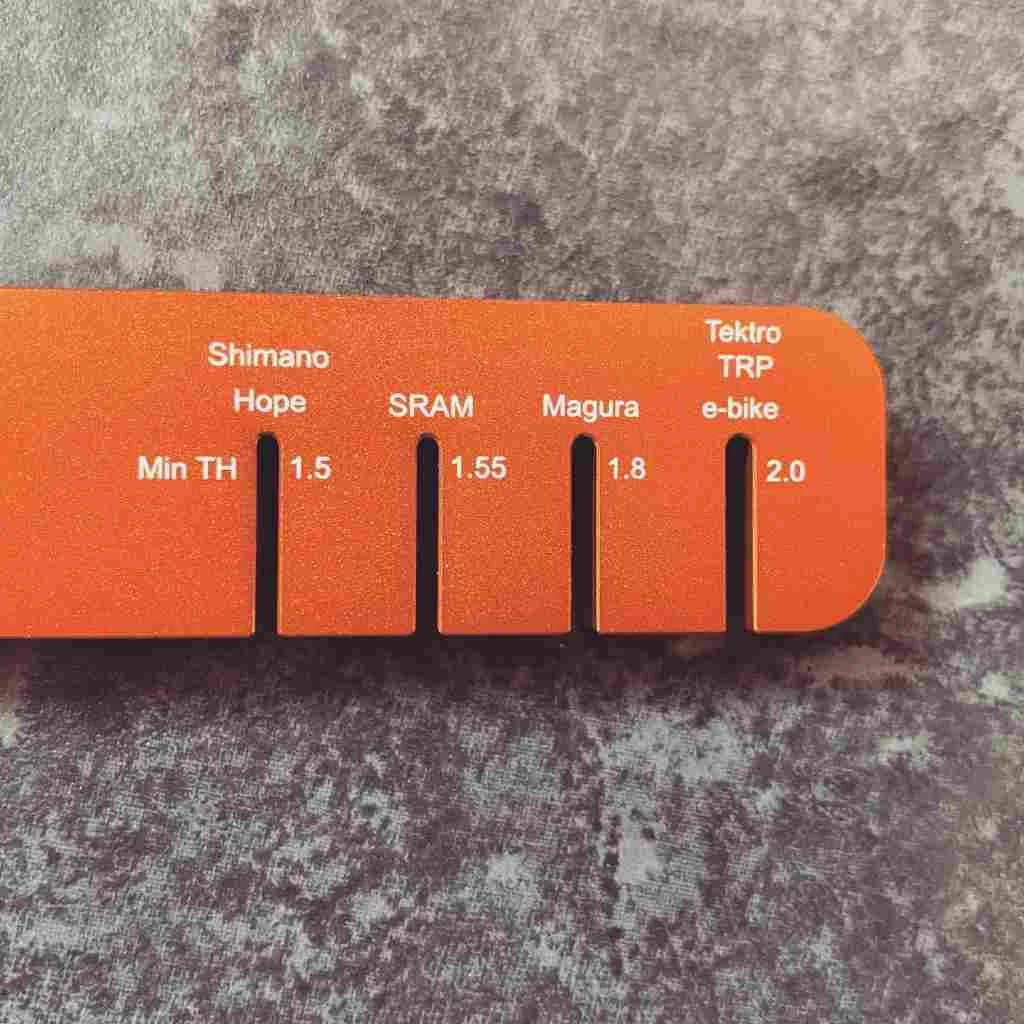 Shimano
Hope
SRAM
Magura
Tektro
TRP
e-bike
Min TH 1.5 1.55 1.8 2.0